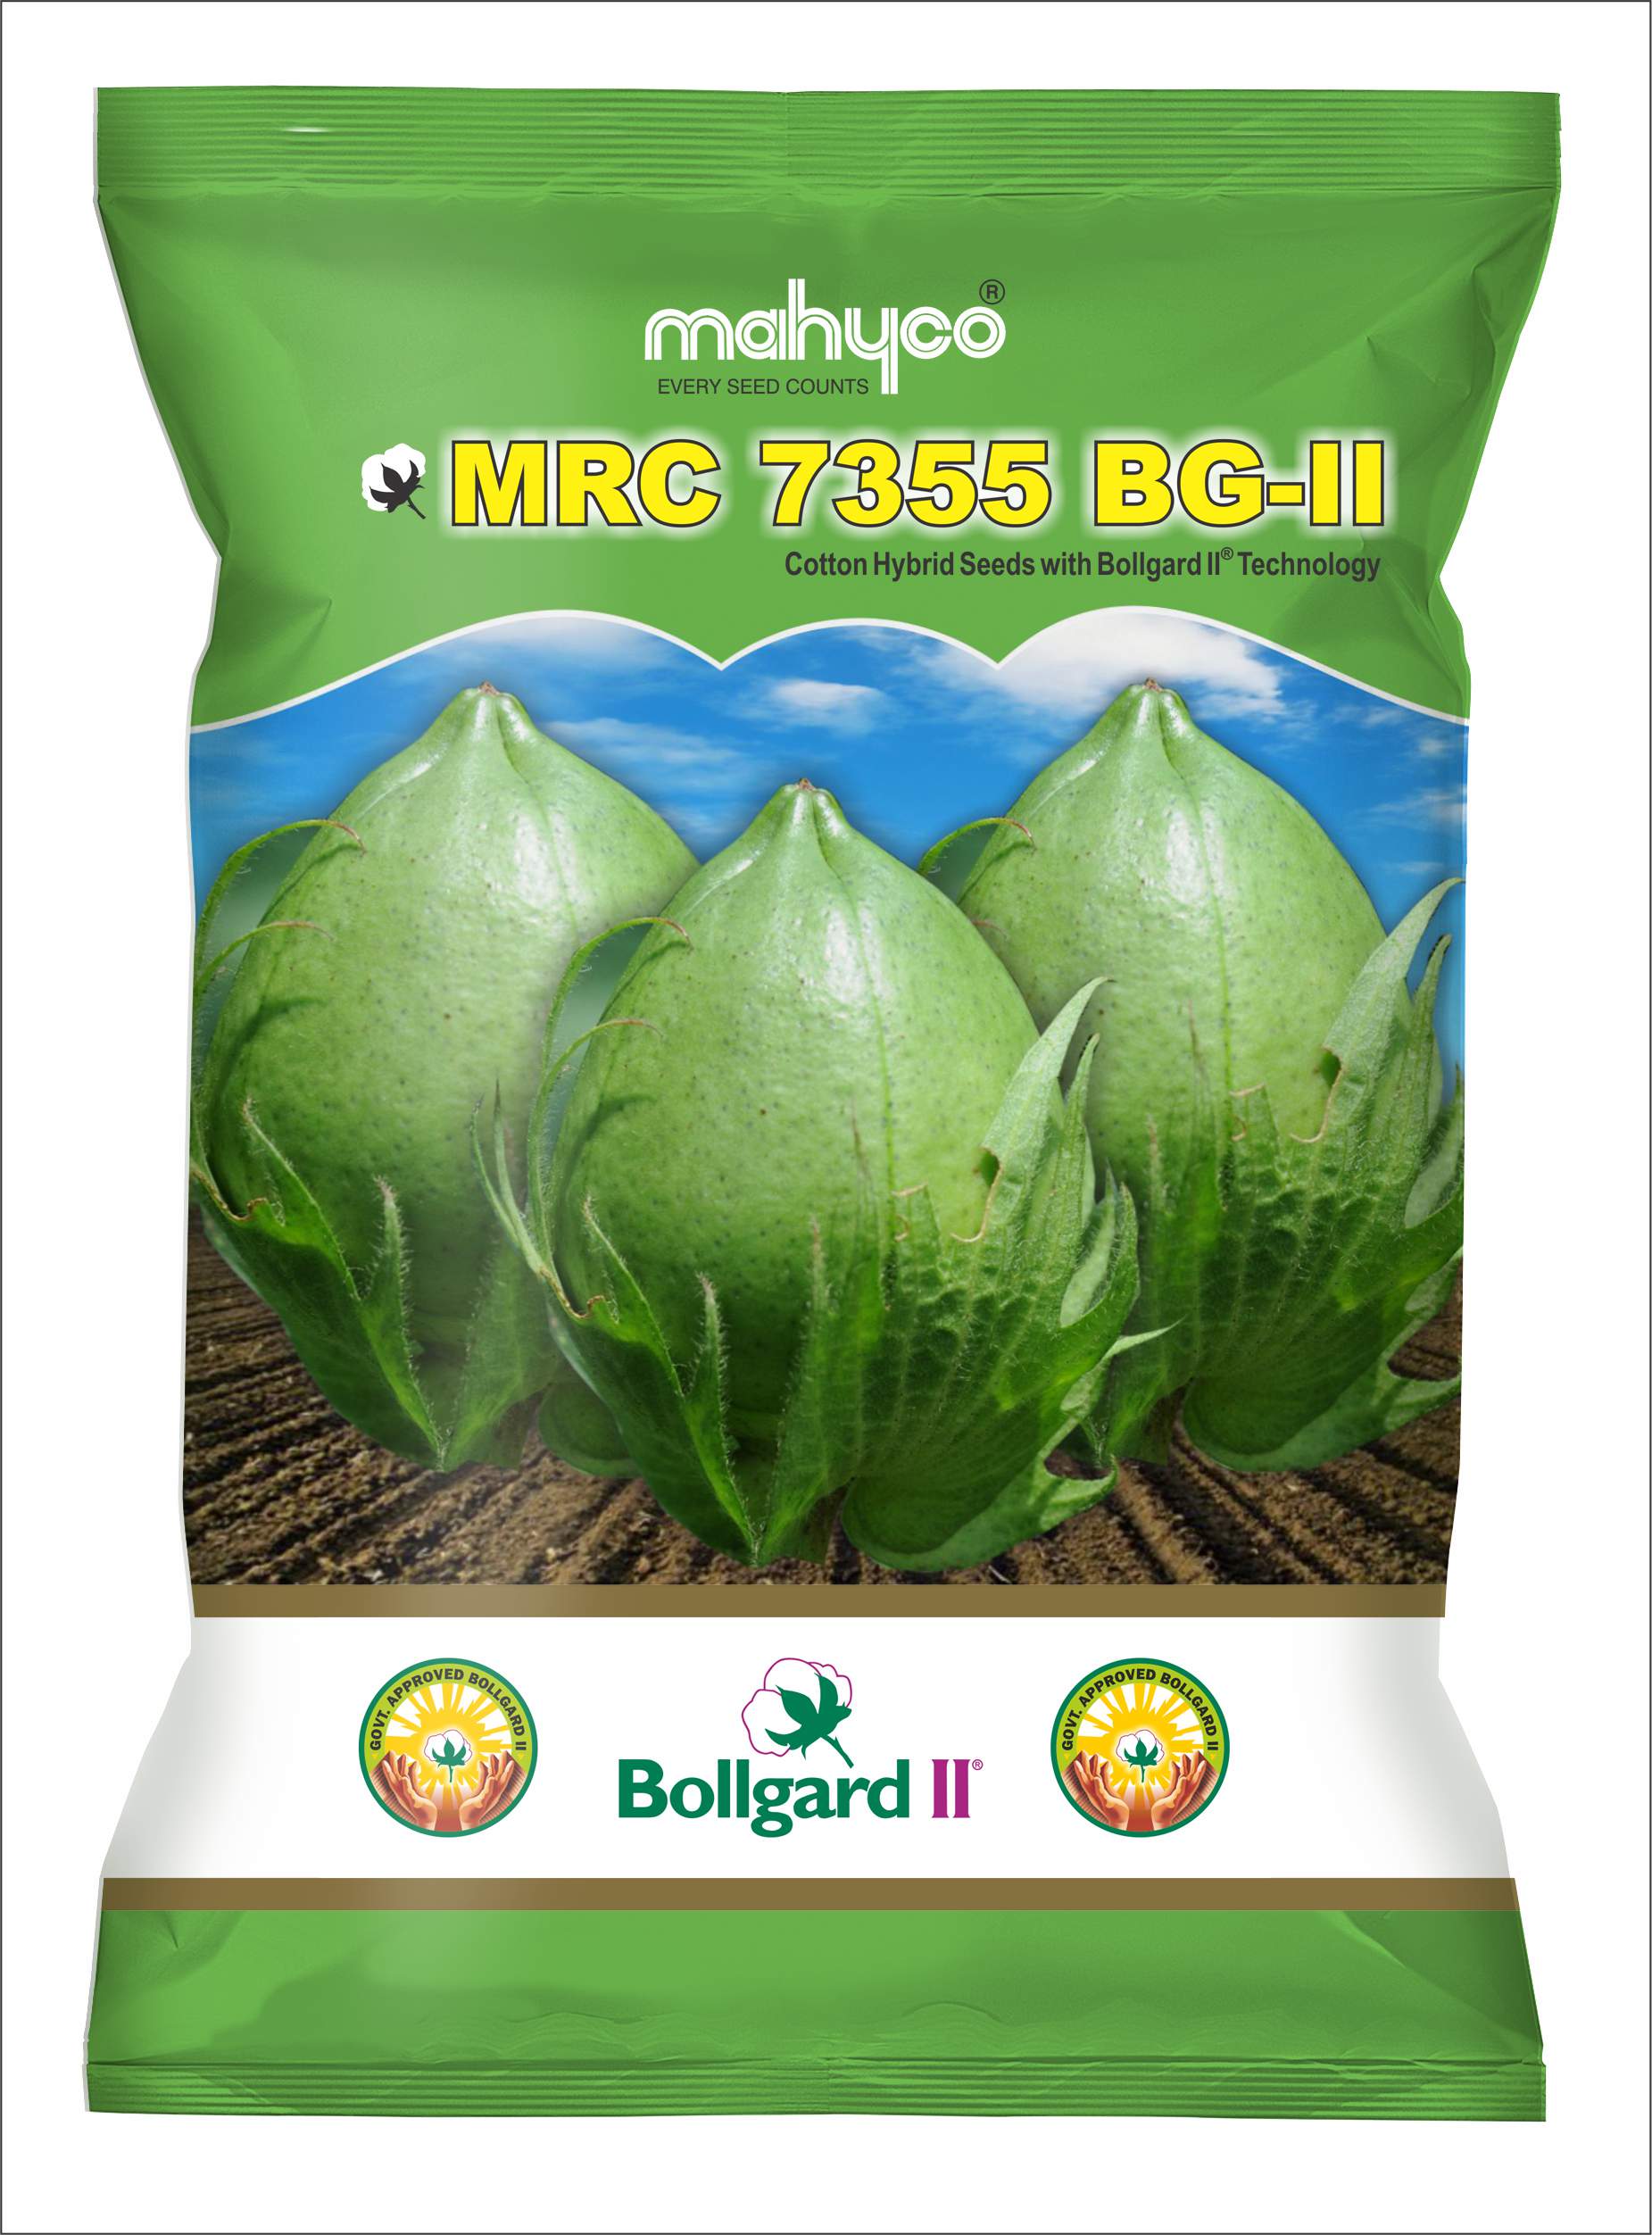 mahyco®
EVERY SEED COUNTS
MRC 7355 BG-II
Cotton Hybrid Seeds with Bollgard II® Technology
GOVT. APPROVED BOLLGARD II
Bollgard II®
GOVT. APPROVED BOLLGARD II